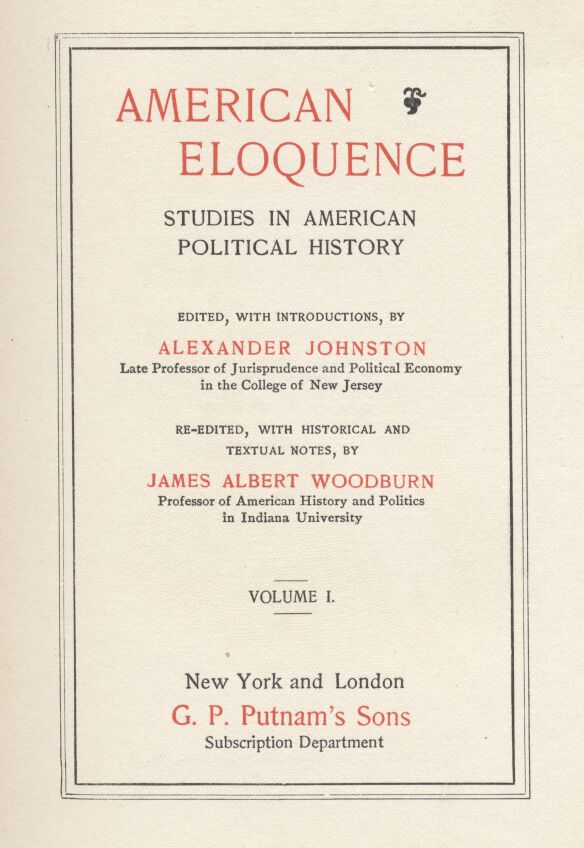 AMERICAN
ELOQUENCE
STUDIES IN AMERICAN
POLITICAL HISTORY
EDITED, WITH INTRODUCTIONS, BY
ALEXANDER JOHNSTON
Late Professor of Jurisprudence and Political Economy
in the College of New Jersey
RE-EDITED, WITH HISTORICAL AND
TEXTUAL NOTES, BY
JAMES ALBERT WOODBURN
Professor of American History and Politics
in Indiana University
VOLUME I.
New York and London
G. P. Putnam's Sons
Subscription Department